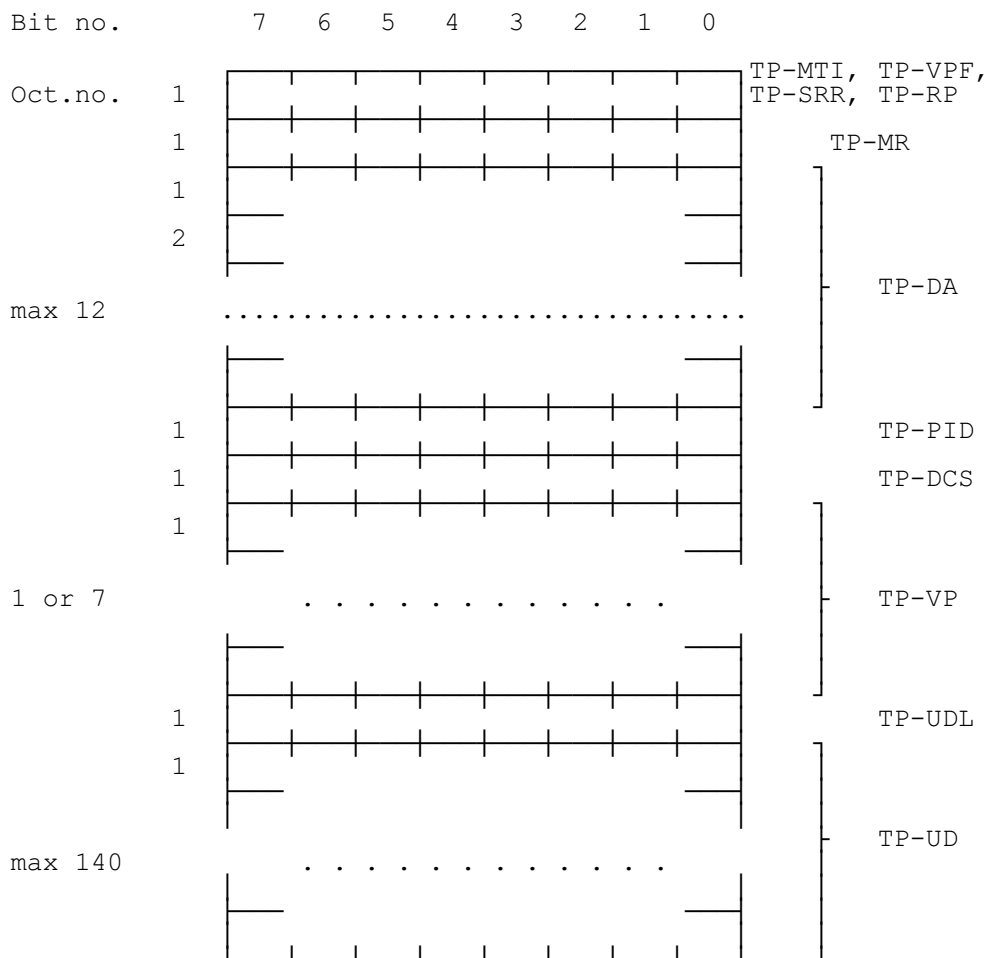 Bit no. 7 6 5 4 3 2 1 0
TP-MTI, TP-VPF,
Oct.no. 1 TP-SRR, TP-RP
1 TP-MR
1
2
TP-DA
max 12
1 TP-PID
1 TP-DCS
1
1 or 7 TP-VP
1 TP-UDL
1
TP-UD
max 140